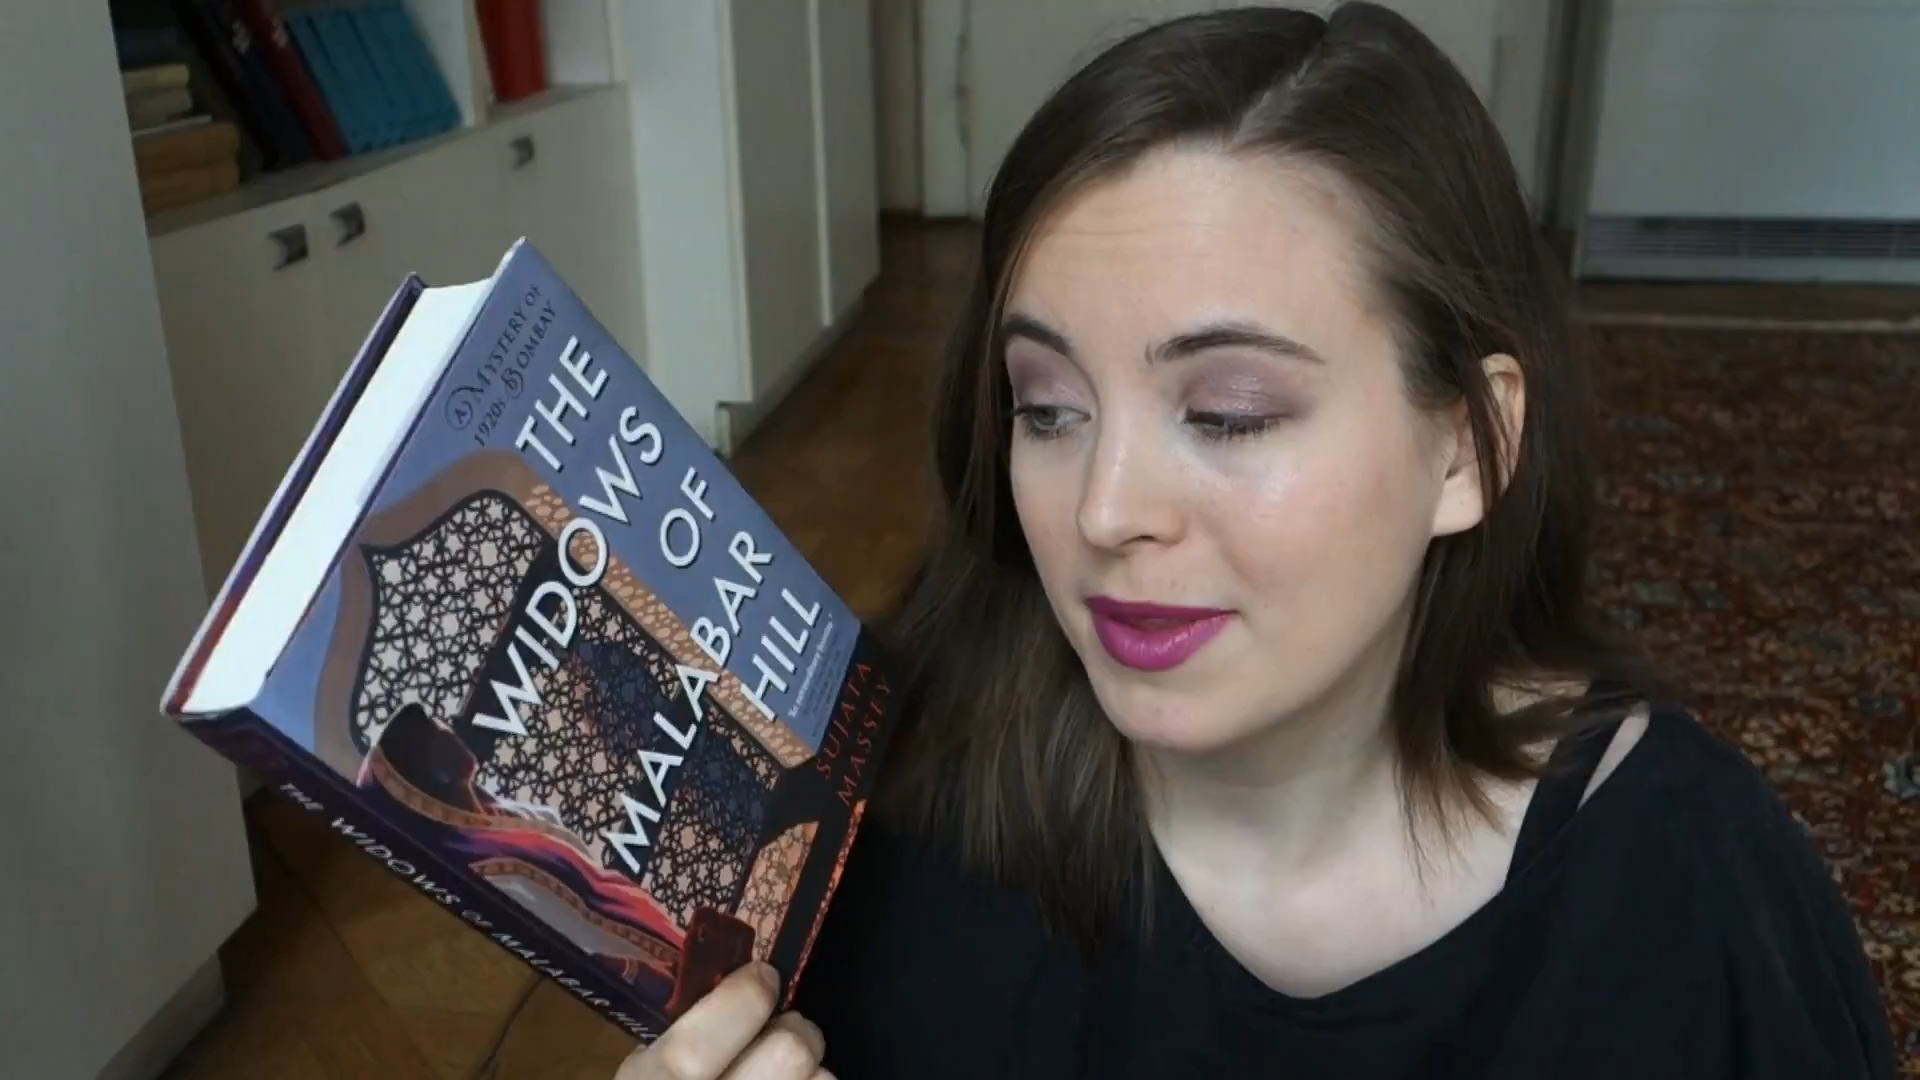 A MYSTERY OF
1920s BOMBAY
THE
WIDOWS
OF
MALABAR
HILL
SUJATA
MASSEY
THE WIDOWS OF MALABAR HILL